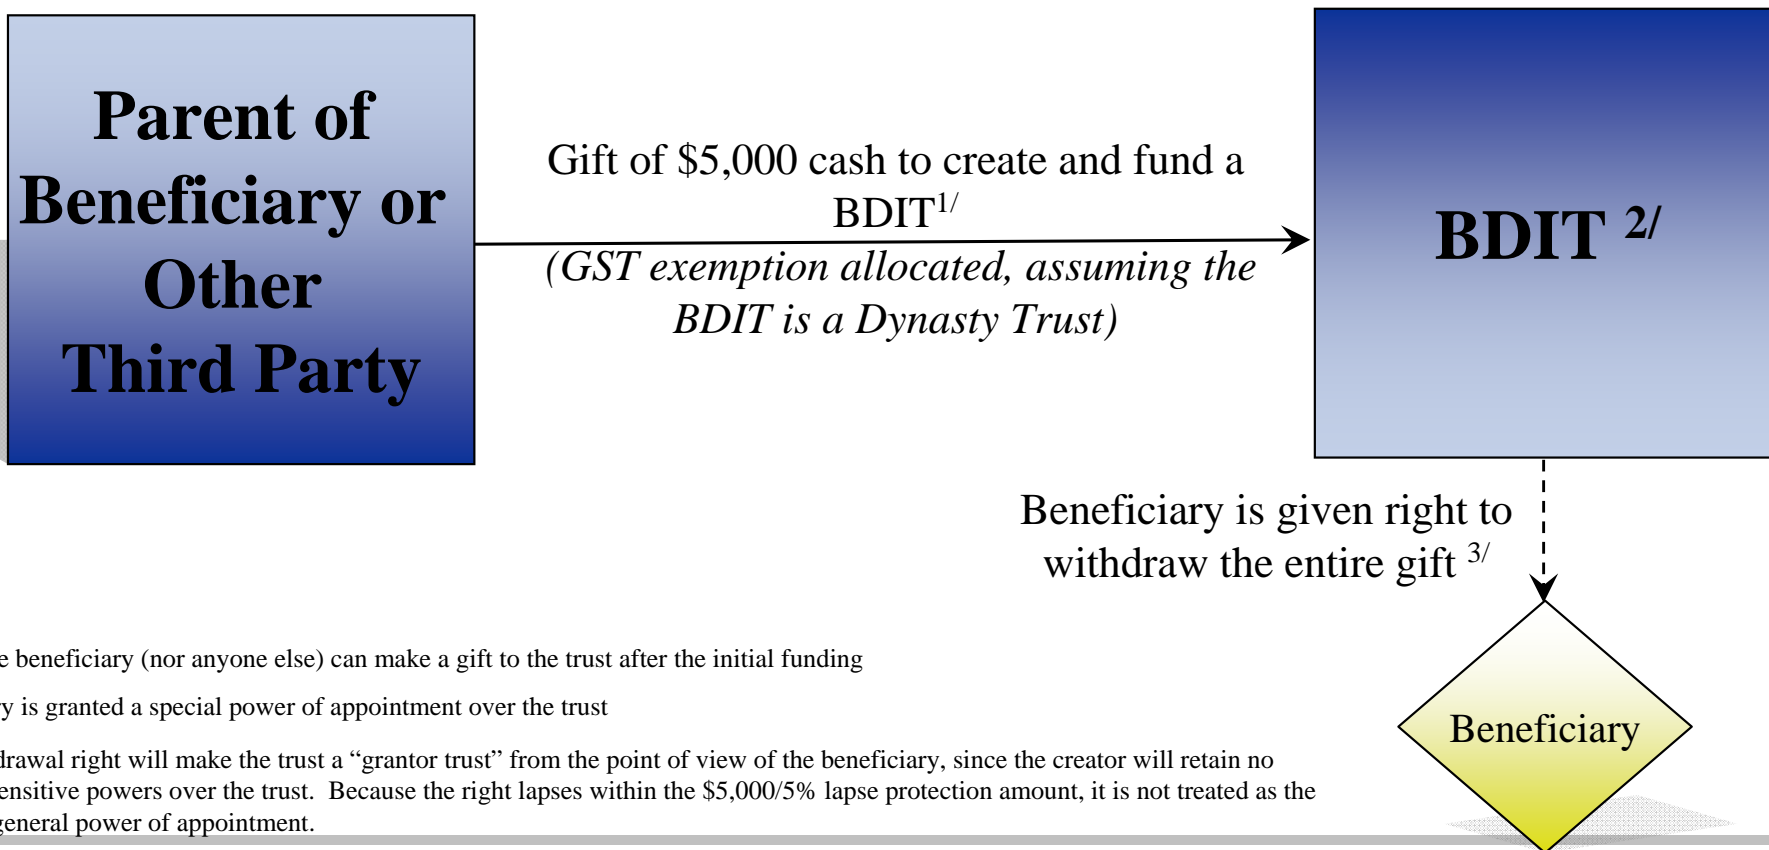 Parent of
Beneficiary or
Other
Third Party
Gift of $5,000 cash to create and fund a
BDIT1/
(GST exemption allocated, assuming the
BDIT is a Dynasty Trust)
BDIT 2/
Beneficiary is given right to
withdraw the entire gift 3/
Beneficiary
e beneficiary (nor anyone else) can make a gift to the trust after the initial funding
ry is granted a special power of appointment over the trust
drawal right will make the trust a “grantor trust” from the point of view of the beneficiary, since the creator will retain no
ensitive powers over the trust.  Because the right lapses within the $5,000/5% lapse protection amount, it is not treated as the
general power of appointment.